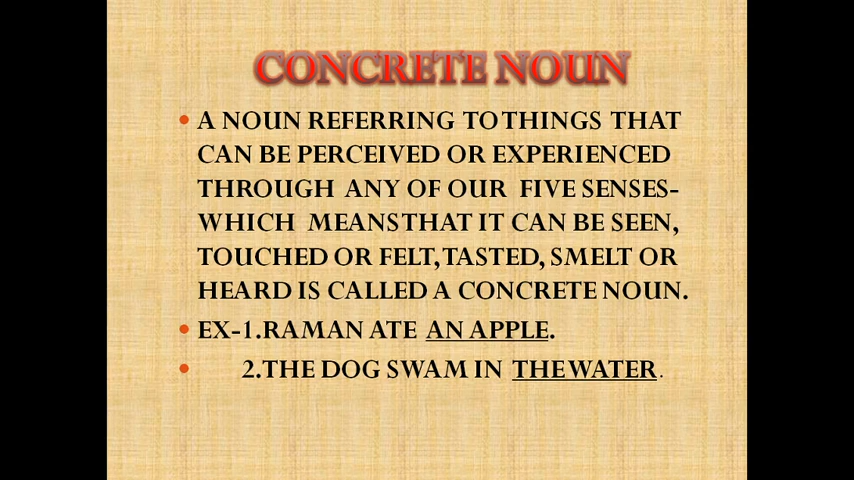 CONCRETE NOUN
• A NOUN REFERRING TO THINGS THAT
CAN BE PERCEIVED OR EXPERIENCED
THROUGH ANY OF OUR FIVE SENSES-
WHICH MEANS THAT IT CAN BE SEEN,
TOUCHED OR FELT, TASTED, SMELT OR
HEARD IS CALLED A CONCRETE NOUN.
• EX-1.RAMAN ATE AN APPLE.
• 2.THE DOG SWAM IN THE WATER.